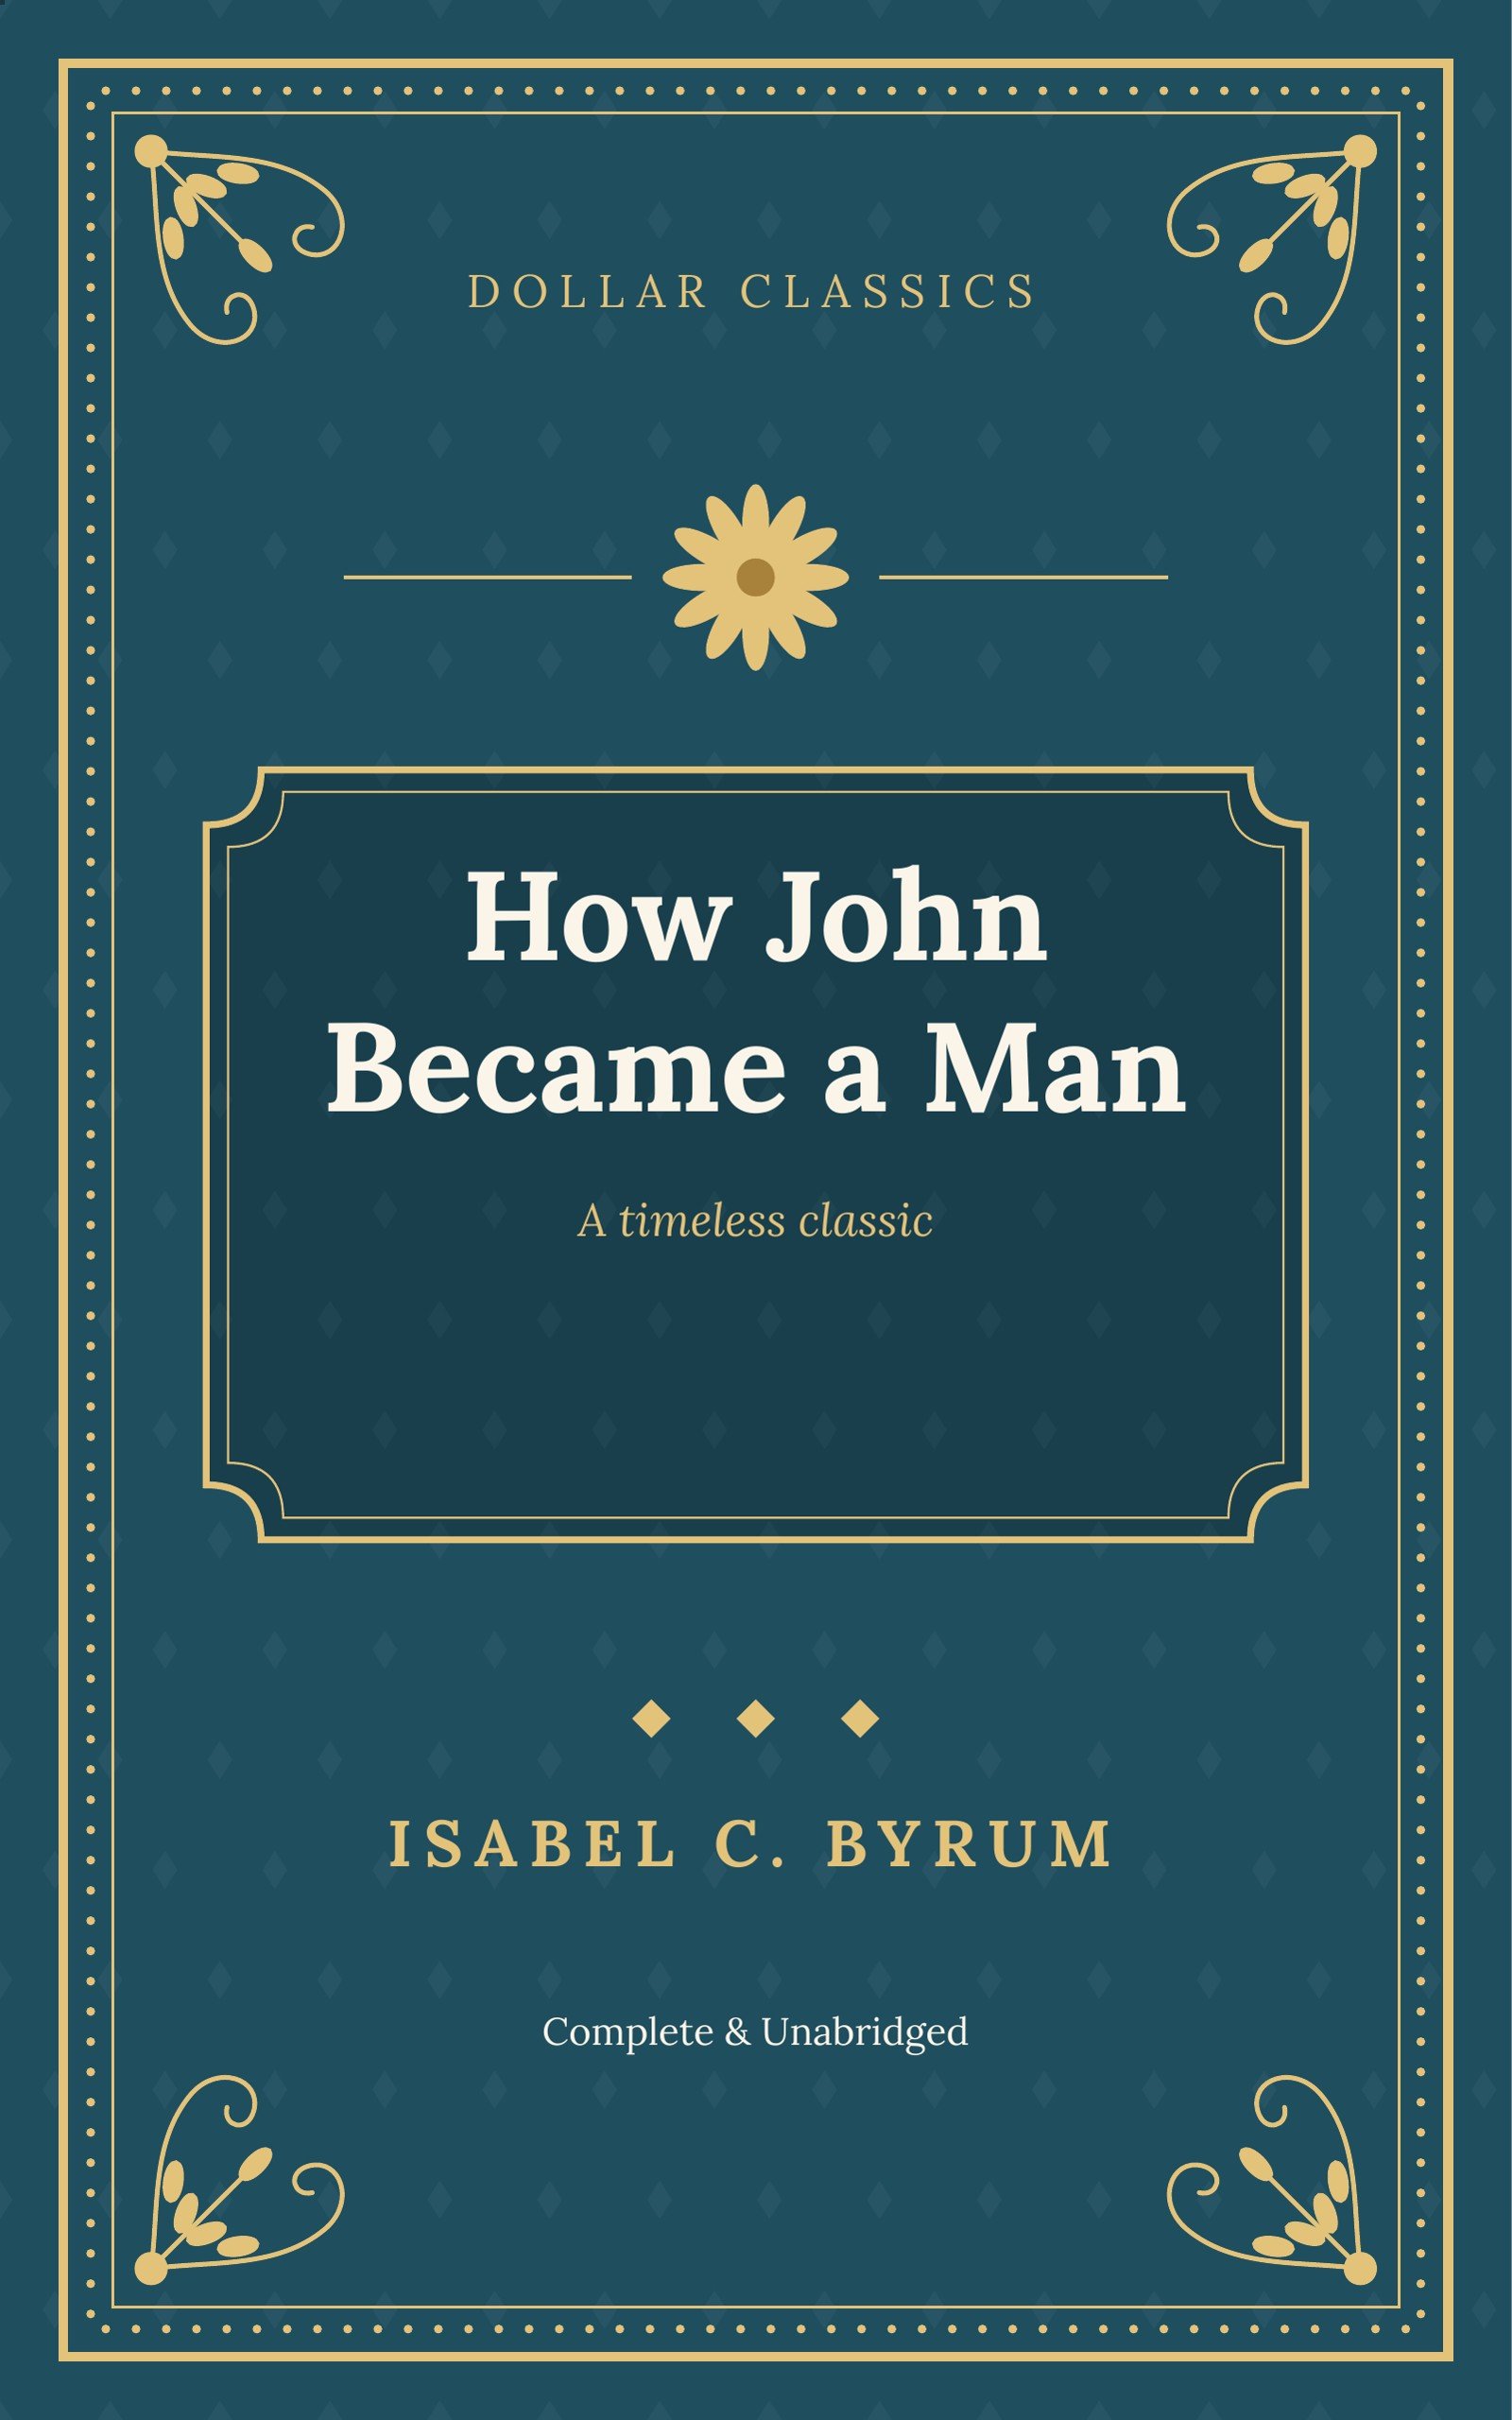 DOLLAR CLASSICS
How John
Became a Man
A timeless classic
ISABEL C. BYRUM
Complete & Unabridged